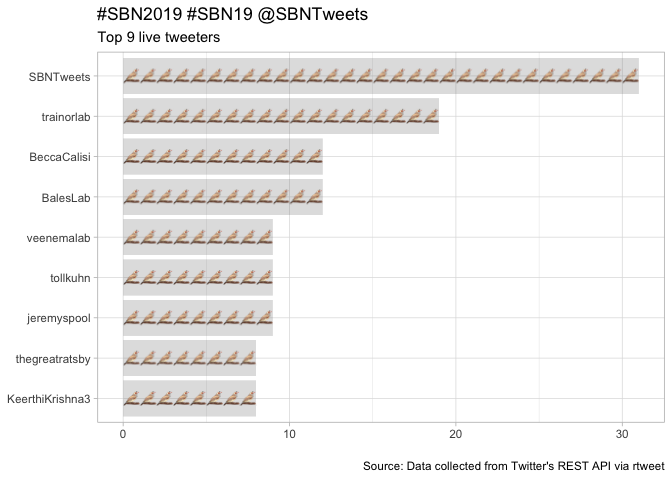 #SBN2019 #SBN19 @SBNTweets
Top 9 live tweeters
SBNTweets
trainorlab
BeccaCalisi
BalesLab
veenemalab
tollkuhn
jeremyspool
thegreatratsby
KeerthiKrishna3
0 10 20 30
Source: Data collected from Twitter's REST API via rtweet